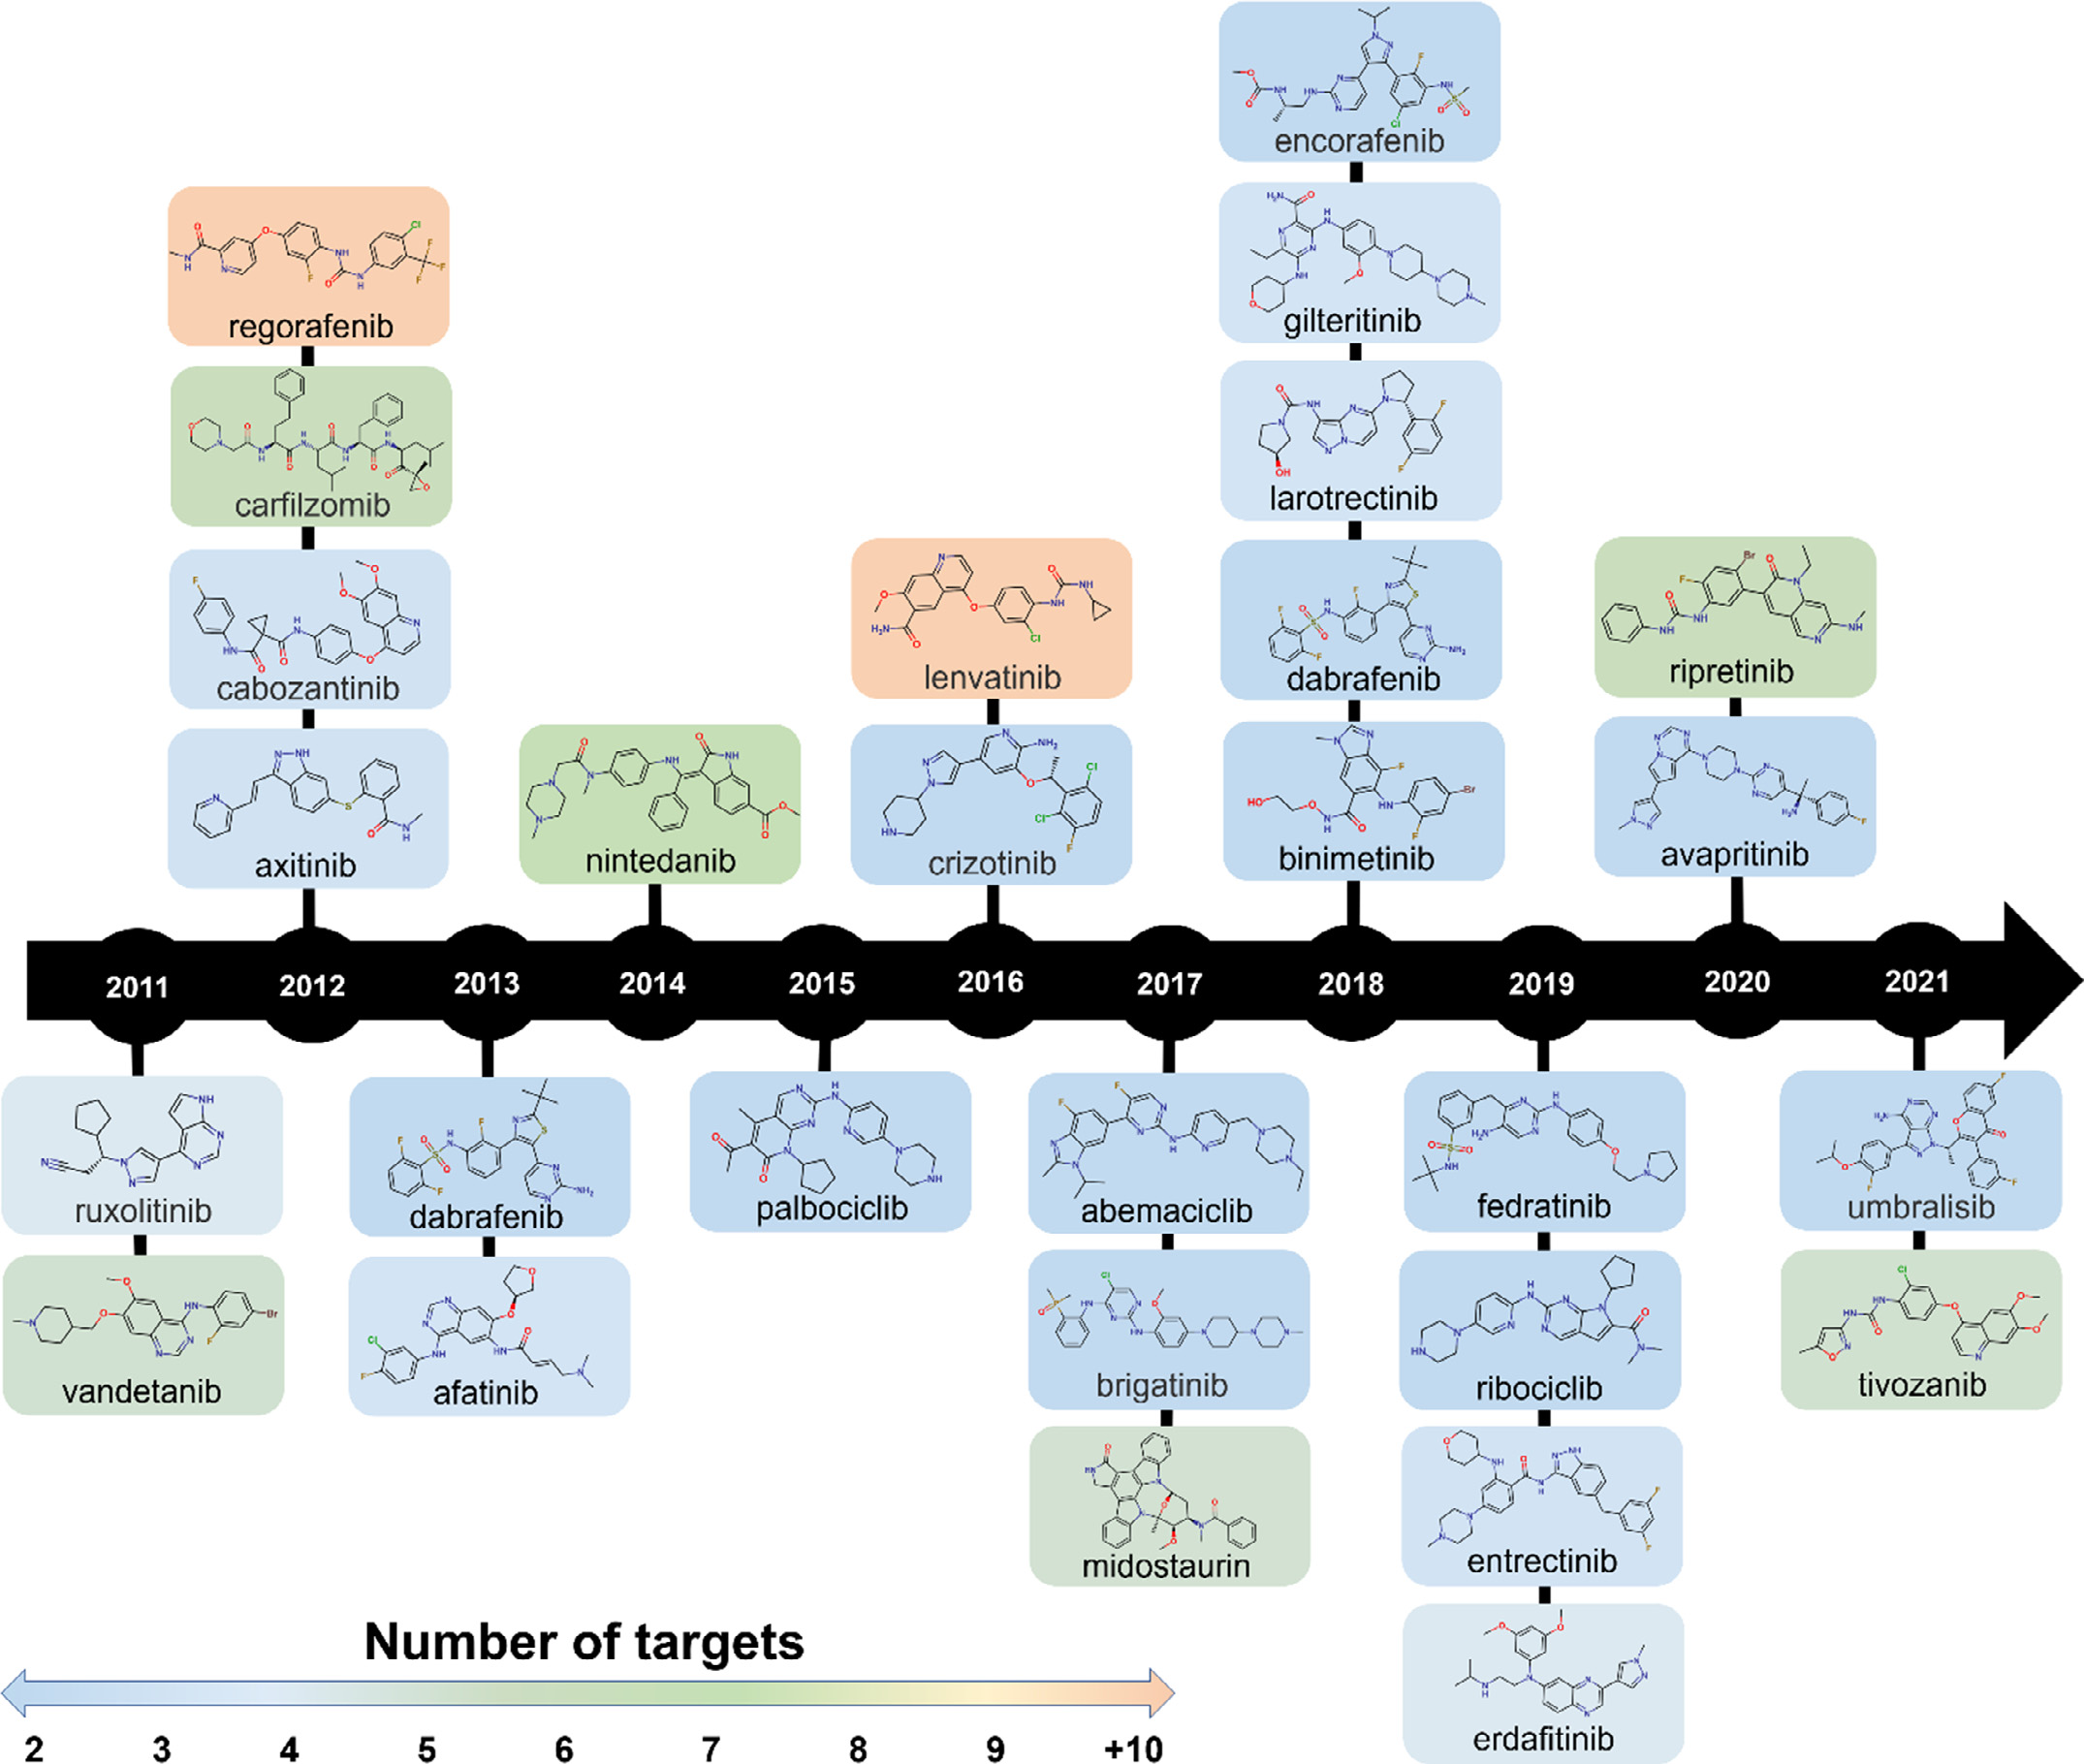 encorafenib
gilteritinib
regorafenib
larotrectinib
carfilzomib
lenvatinib
dabrafenib
ripretinib
cabozantinib
axitinib
nintedanib
crizotinib
binimetinib
avapritinib
2011 2012 2013 2014 2015 2016 2017 2018 2019 2020 2021
ruxolitinib
dabrafenib
palbociclib
abemaciclib
fedratinib
umbralisib
vandetanib
afatinib
brigatinib
ribociclib
tivozanib
midostaurin
entrectinib
erdafitinib
Number of targets
2 3 4 5 6 7 8 9 +10